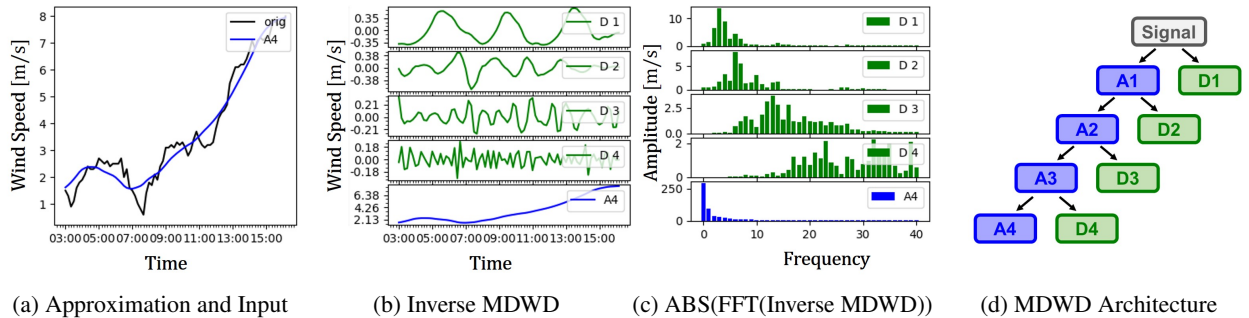 Wind Speed [m/s]
8
7
6
5
4
3
2
1
orig
A4
03:00 05:00 07:00 09:00 11:00 13:00 15:00
Time
(a) Approximation and Input
Wind Speed [m/s]
0.35
0.00
-0.35
D 1
0.38
0.00
-0.38
D 2
0.21
0.00
-0.21
D 3
0.18
0.00
-0.18
D 4
6.38
4.26
2.13
A4
03:00 05:00 07:00 09:00 11:00 13:00 15:00
Time
(b) Inverse MDWD
Amplitude [m/s]
10
5
0
D 1
5
0
D 2
2.5
0.0
D 3
2
1
0
D 4
250
0
A4
0 10 20 30 40
Frequency
(c) ABS(FFT(Inverse MDWD))
Signal
A1 D1
A2 D2
A3 D3
A4 D4
(d) MDWD Architecture